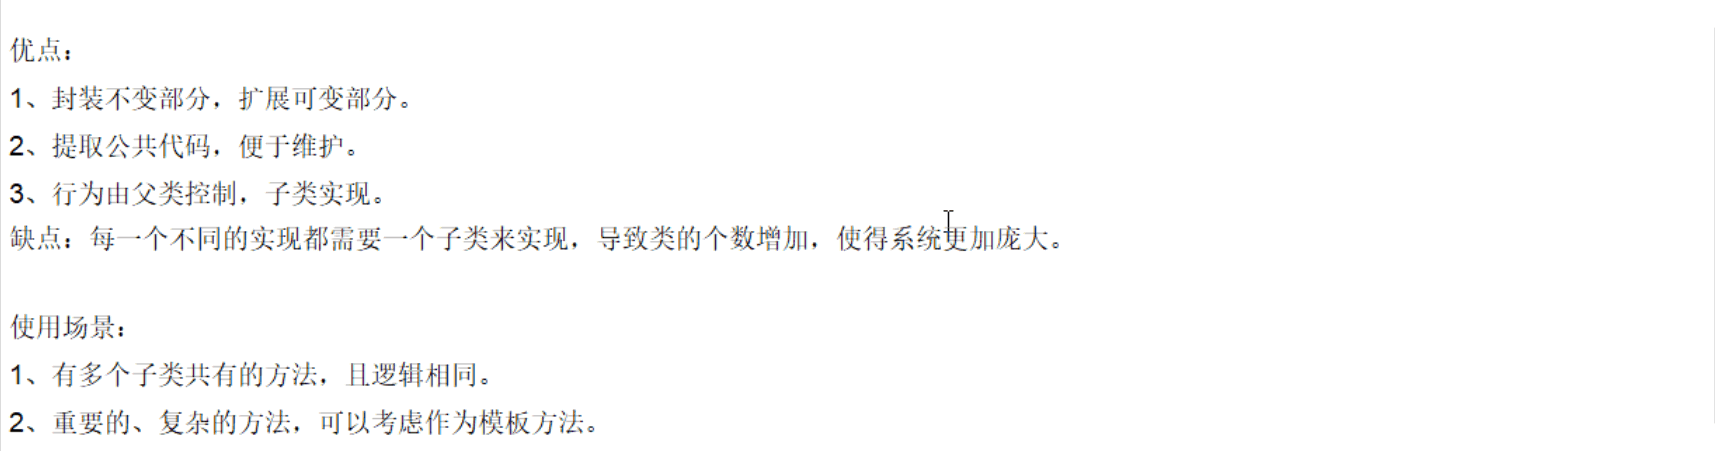 优点：
1、封装不变部分，扩展可变部分。
2、提取公共代码，便于维护。
3、行为由父类控制，子类实现。
缺点：每一个不同的实现都需要一个子类来实现，导致类的个数增加，使得系统更加庞大。
使用场景：
1、有多个子类共有的方法，且逻辑相同。
2、重要的、复杂的方法，可以考虑作为模板方法。